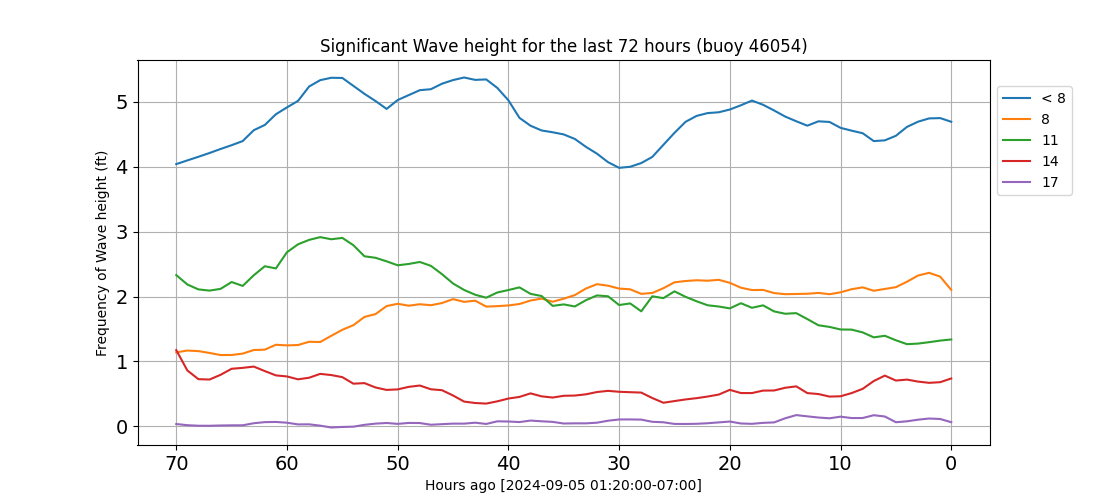 Significant Wave height for the last 72 hours (buoy 46054)
Frequency of Wave height (ft)
5
4
3
2
1
0
70 60 50 40 30 20 10 0
Hours ago [2024-09-05 01:20:00-07:00]
< 8
8
11
14
17